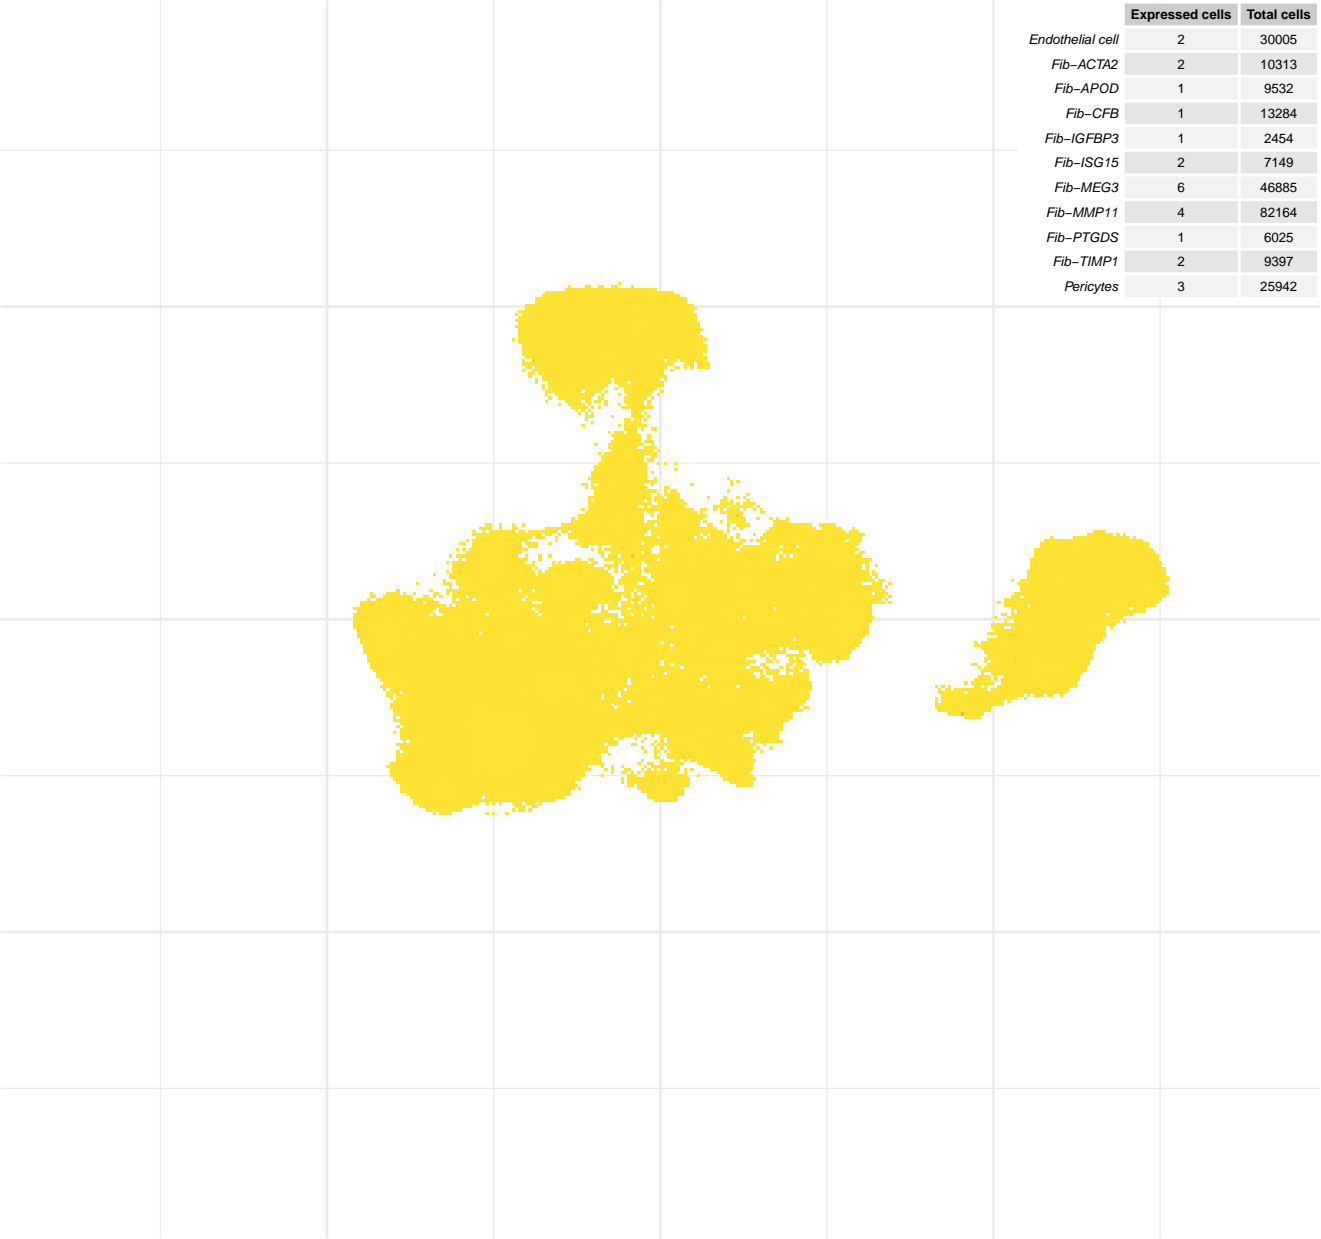 Expressed cells Total cells
Endothelial cell 2 30005
Fib−ACTA2 2 10313
Fib−APOD 1 9532
Fib−CFB 1 13284
Fib−IGFBP3 1 2454
Fib−ISG15 2 7149
Fib−MEG3 6 46885
Fib−MMP11 4 82164
Fib−PTGDS 1 6025
Fib−TIMP1 2 9397
Pericytes 3 25942